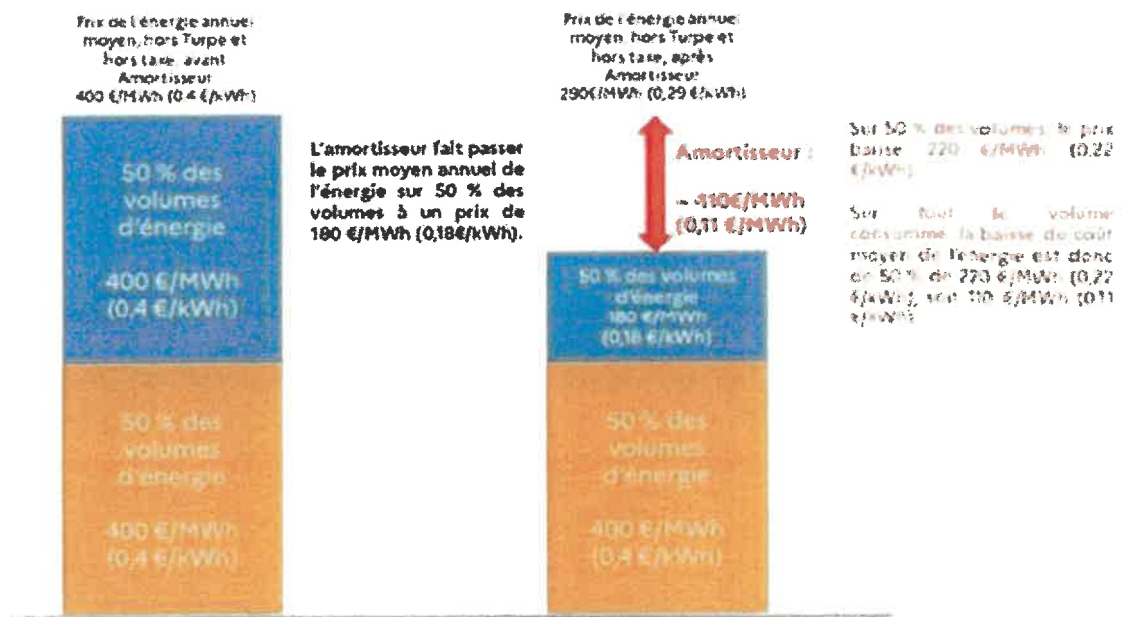 Prix de l'énergie annuel
moyen, hors Turpe et
hors taxe, avant
Amortisseur
400 €/MWh (0.4 €/kWh)
50 % des
volumes
d'énergie
400 €/MWh
(0,4 €/kWh)
50 % des
volumes
d'énergie
400 €/MWh
(0,4 €/kWh)
L'amortisseur fait passer
le prix moyen annuel de
l'énergie sur 50 % des
volumes à un prix de
180 €/MWh (0,18€/kWh).
Prix de l'énergie annuel
moyen, hors Turpe et
hors taxe, après
Amortisseur
290€/MWh (0,29 €/kWh)
Amortisseur :
- 110€/MWh
(0,11 €/MWh)
50 % des volumes
d'énergie
180 €/MWh
(0,18 €/kWh)
50 % des
volumes
d'énergie
400 €/MWh
(0,4 €/kWh)
Sur 50 % des volumes, le prix
baisse 220 €/MWh (0,22
€/kWh).
Sur tout le volume
consommé, la baisse du coût
moyen de l'énergie est donc
de 50 % de 220 €/MWh (0,22
€/kWh), soit 110 €/MWh (0,11
€/kWh)